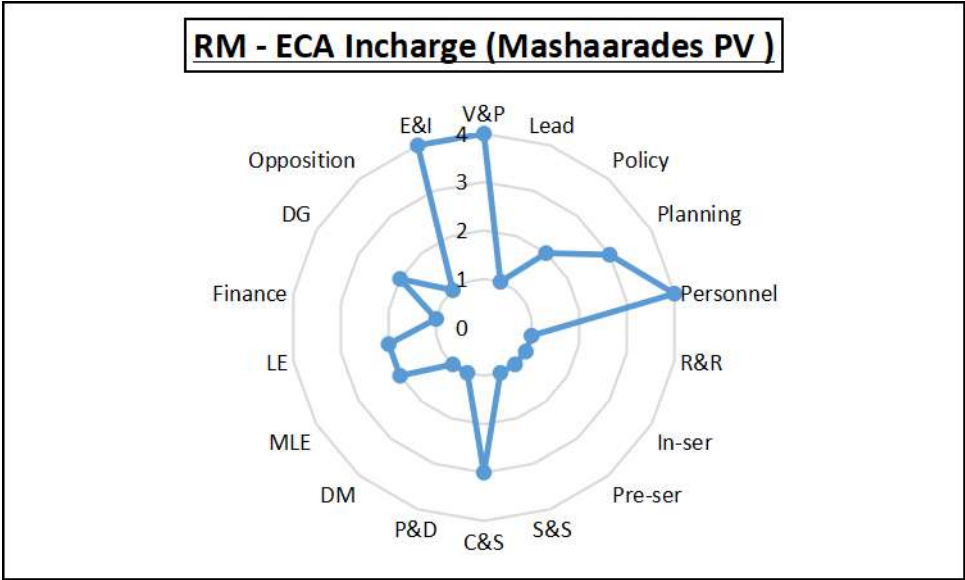 RM - ECA Incharge (Mashaarades PV )
V&P
Lead
Policy
Planning
Personnel
R&R
In-ser
Pre-ser
S&S
C&S
P&D
DM
MLE
LE
Finance
DG
Opposition
E&I
4
3
2
1
0